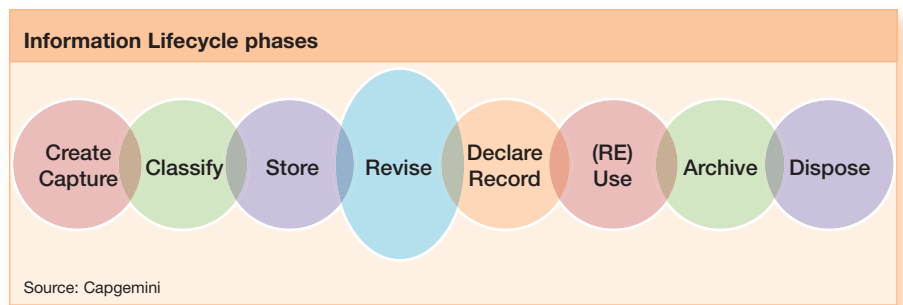 Information Lifecycle phases
Create
Capture
Classify
Store
Revise
Declare
Record
(RE)
Use
Archive
Dispose
Source: Capgemini